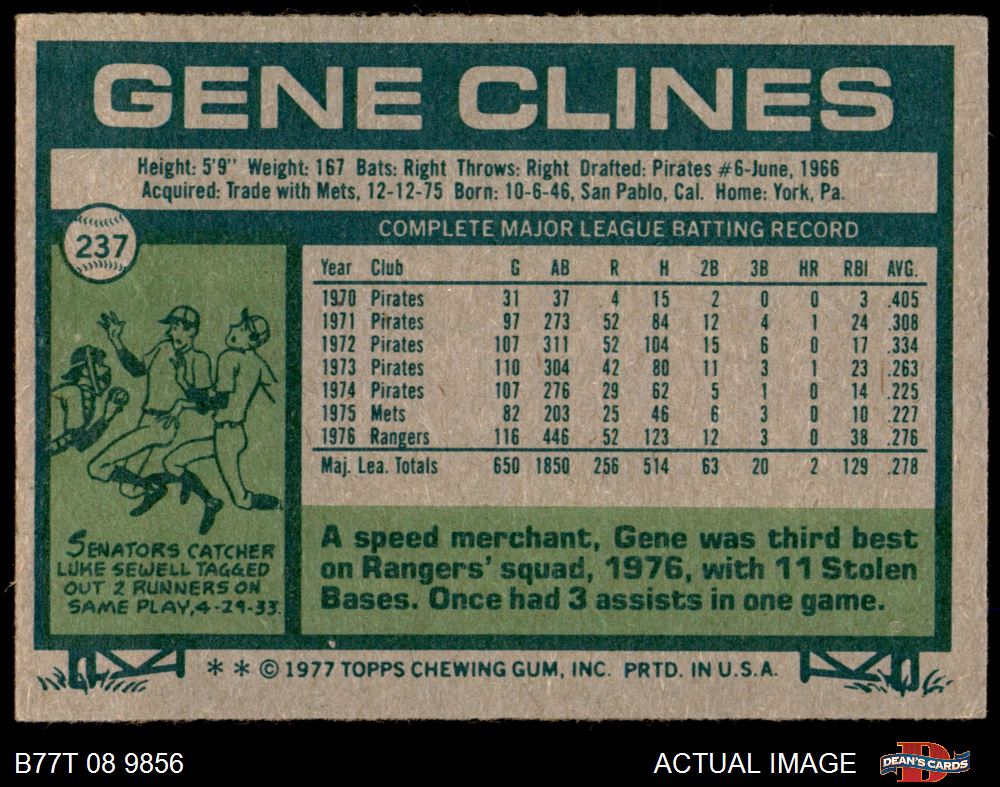 GENE CLINES
Height: 5'9" Weight: 167 Bats: Right Throws: Right Drafted: Pirates #6-June, 1966
Acquired: Trade with Mets, 12-12-75 Born: 10-6-46, San Pablo, Cal. Home: York, Pa.
237
COMPLETE MAJOR LEAGUE BATTING RECORD
Year Club G AB R H 2B 3B HR RBI AVG.
1970 Pirates 31 37 4 15 2 0 0 3 .405
1971 Pirates 97 273 52 84 12 4 1 24 .308
1972 Pirates 107 311 52 104 15 6 0 17 .334
1973 Pirates 110 304 42 80 11 3 1 23 .263
1974 Pirates 107 276 29 62 5 1 0 14 .225
1975 Mets 82 203 25 46 6 3 0 10 .227
1976 Rangers 116 446 52 123 12 3 0 38 .276
Maj. Lea. Totals 650 1850 256 514 63 20 2 129 .278
SENATORS CATCHER
LUKE SEWELL TAGGED
OUT 2 RUNNERS ON
SAME PLAY, 4-29-33.
A speed merchant, Gene was third best
on Rangers' squad, 1976, with 11 Stolen
Bases. Once had 3 assists in one game.
* * © 1977 TOPPS CHEWING GUM, INC. PRTD. IN U.S.A.
B77T 08 9856
ACTUAL IMAGE
DEAN'S CARDS